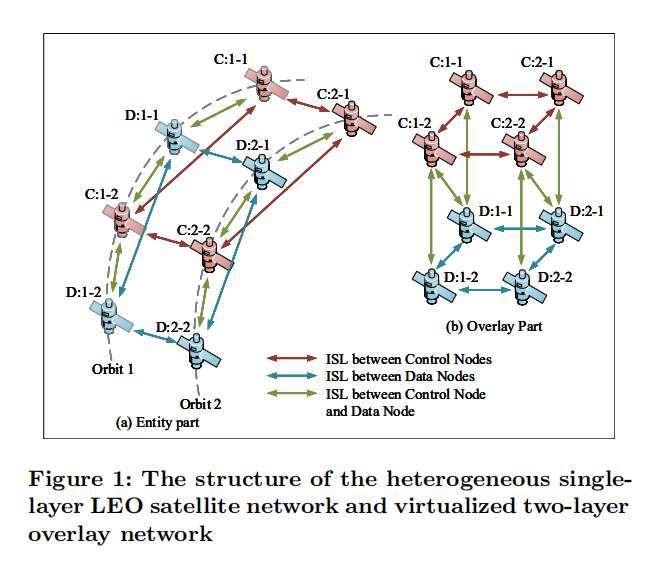 C:1-1
C:2-1
D:1-1
D:2-1
C:1-2
C:2-2
D:1-2
D:2-2
Orbit 1
Orbit 2
(a) Entity part
C:1-1
C:2-1
C:1-2
C:2-2
D:1-1
D:2-1
D:1-2
D:2-2
(b) Overlay Part
ISL between Control Nodes
ISL between Data Nodes
ISL between Control Node
and Data Node
Figure 1: The structure of the heterogeneous single-
layer LEO satellite network and virtualized two-layer
overlay network